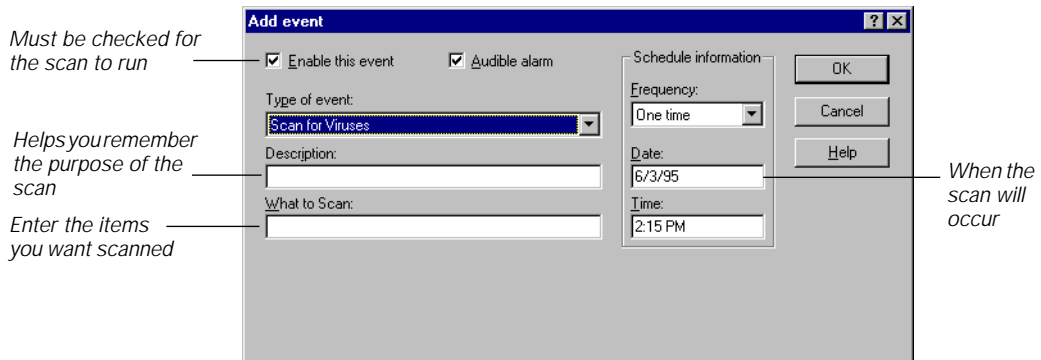 Add event
Must be checked for
the scan to run
Enable this event
Audible alarm
Type of event:
Scan for Viruses
Helps you remember
the purpose of the
scan
Description:
Enter the items
you want scanned
What to Scan:
Schedule information
Frequency:
One time
Date:
6/3/95
Time:
2:15 PM
OK
Cancel
Help
When the
scan will
occur